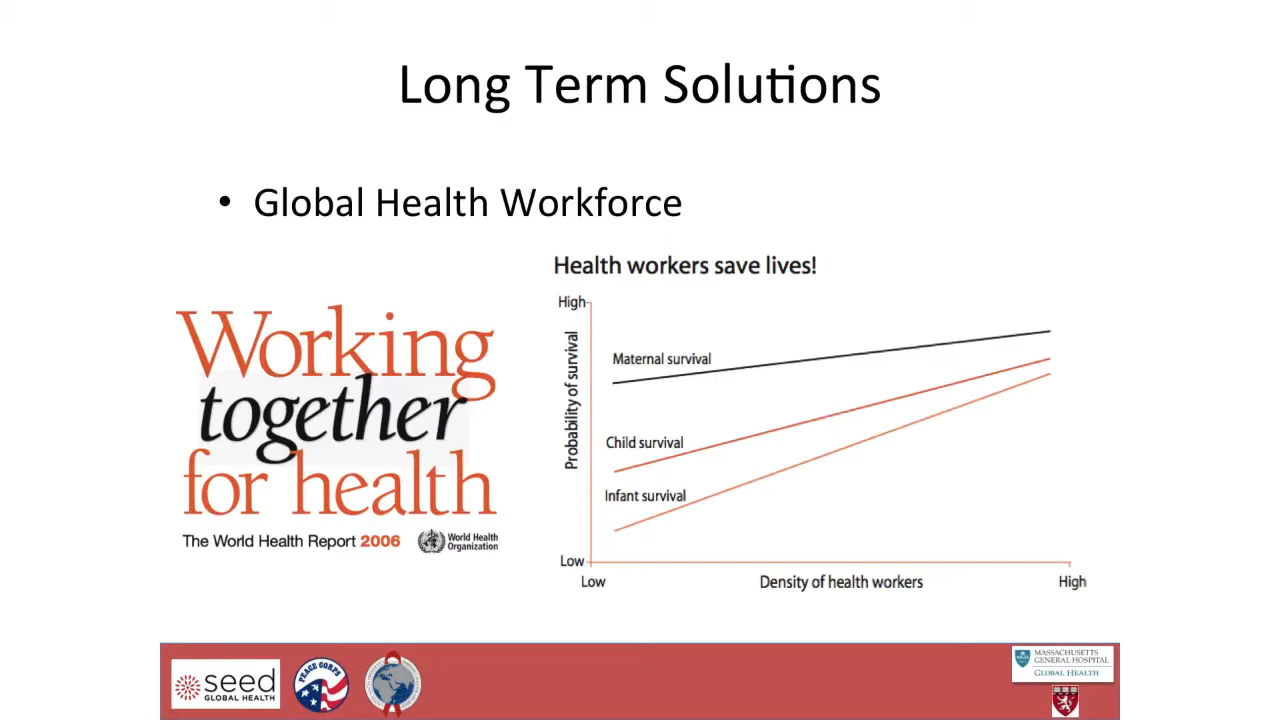 Long Term Solutions
• Global Health Workforce
Working
together
for health
The World Health Report 2006
World Health
Organization
Health workers save lives!
High
Probability of survival
Maternal survival
Child survival
Infant survival
Low
Low
Density of health workers
High
seed
GLOBAL HEALTH
PEACE CORPS
MASSACHUSETTS
GENERAL HOSPITAL
GLOBAL HEALTH